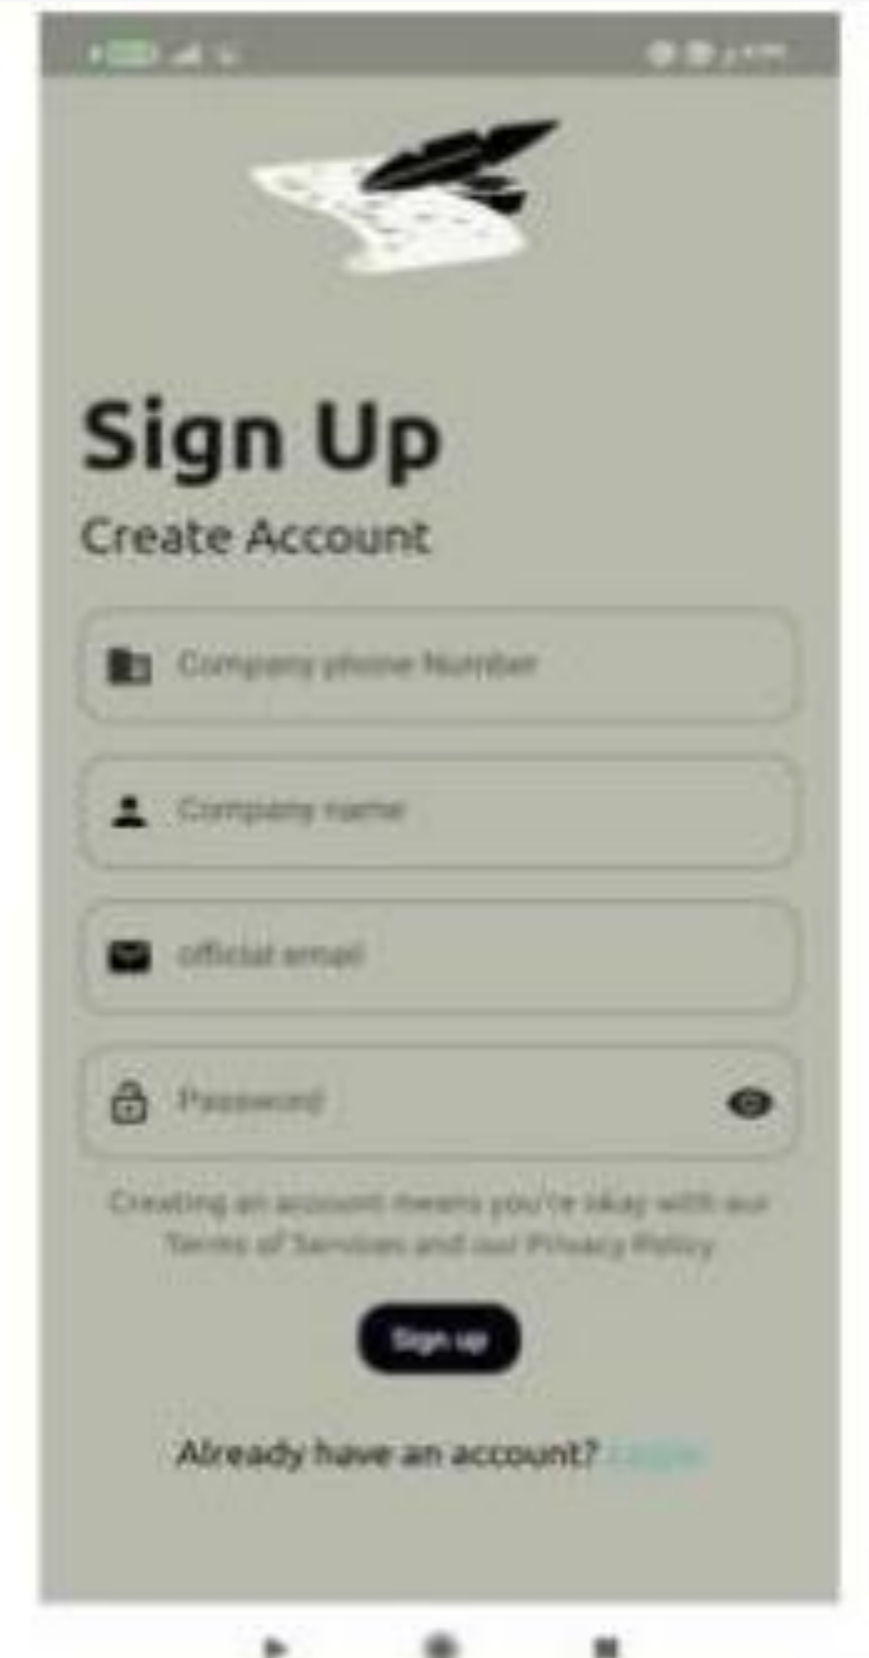 Sign Up
Create Account
Company phone Number
Company name
official email
Password
Creating an account means you're okay with our
Terms of Services and our Privacy Policy
Sign up
Already have an account? Login